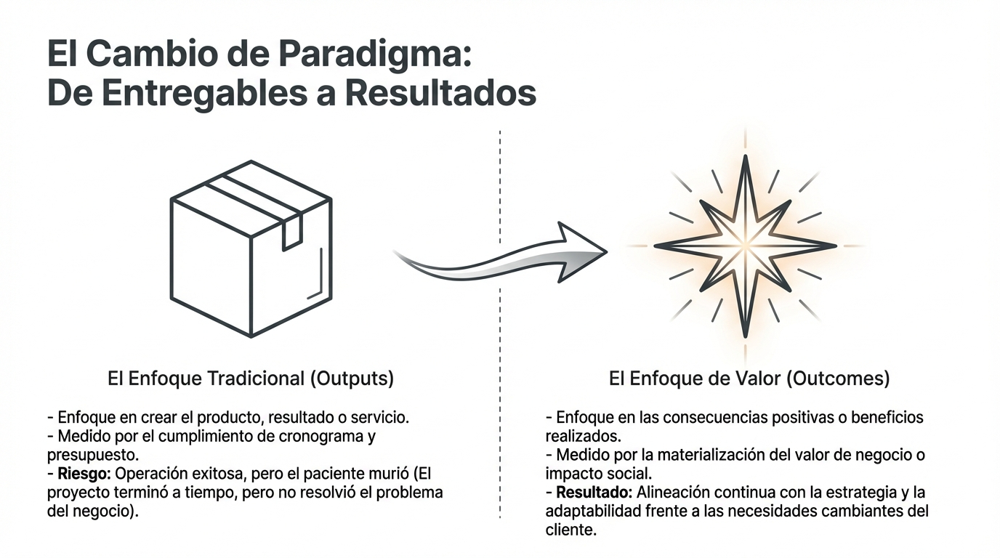 El Cambio de Paradigma:
De Entregables a Resultados
El Enfoque Tradicional (Outputs)
- Enfoque en crear el producto, resultado o servicio.
- Medido por el cumplimiento de cronograma y
presupuesto.
- Riesgo: Operación exitosa, pero el paciente murió (El
proyecto terminó a tiempo, pero no resolvió el problema
del negocio).
El Enfoque de Valor (Outcomes)
- Enfoque en las consecuencias positivas o beneficios
realizados.
- Medido por la materialización del valor de negocio o
impacto social.
- Resultado: Alineación continua con la estrategia y la
adaptabilidad frente a las necesidades cambiantes del
cliente.